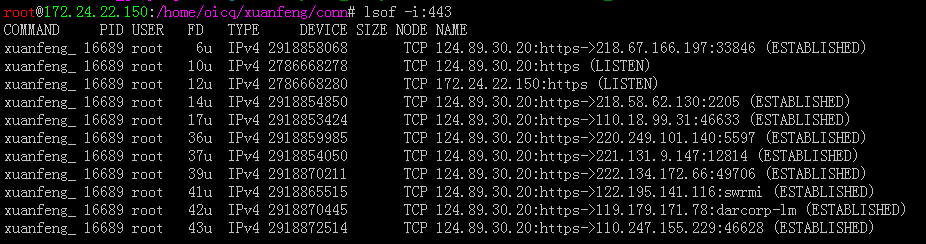 root@172.24.22.150:/home/oicq/xuanfeng/conn# lsof -i:443
COMMAND PID USER FD TYPE DEVICE SIZE NODE NAME
xuanfeng_ 16689 root 6u IPv4 2918858068 TCP 124.89.30.20:https->218.67.166.197:33846 (ESTABLISHED)
xuanfeng_ 16689 root 10u IPv4 2786668278 TCP 124.89.30.20:https (LISTEN)
xuanfeng_ 16689 root 12u IPv4 2786668280 TCP 172.24.22.150:https (LISTEN)
xuanfeng_ 16689 root 14u IPv4 2918854850 TCP 124.89.30.20:https->218.58.62.130:2205 (ESTABLISHED)
xuanfeng_ 16689 root 17u IPv4 2918853424 TCP 124.89.30.20:https->110.18.99.31:46633 (ESTABLISHED)
xuanfeng_ 16689 root 36u IPv4 2918859985 TCP 124.89.30.20:https->220.249.101.140:5597 (ESTABLISHED)
xuanfeng_ 16689 root 37u IPv4 2918854050 TCP 124.89.30.20:https->221.131.9.147:12814 (ESTABLISHED)
xuanfeng_ 16689 root 39u IPv4 2918870211 TCP 124.89.30.20:https->222.134.172.66:49706 (ESTABLISHED)
xuanfeng_ 16689 root 41u IPv4 2918865515 TCP 124.89.30.20:https->122.195.141.116:swrmi (ESTABLISHED)
xuanfeng_ 16689 root 42u IPv4 2918870445 TCP 124.89.30.20:https->119.179.171.78:darcorp-lm (ESTABLISHED)
xuanfeng_ 16689 root 43u IPv4 2918872514 TCP 124.89.30.20:https->110.247.155.229:46628 (ESTABLISHED)